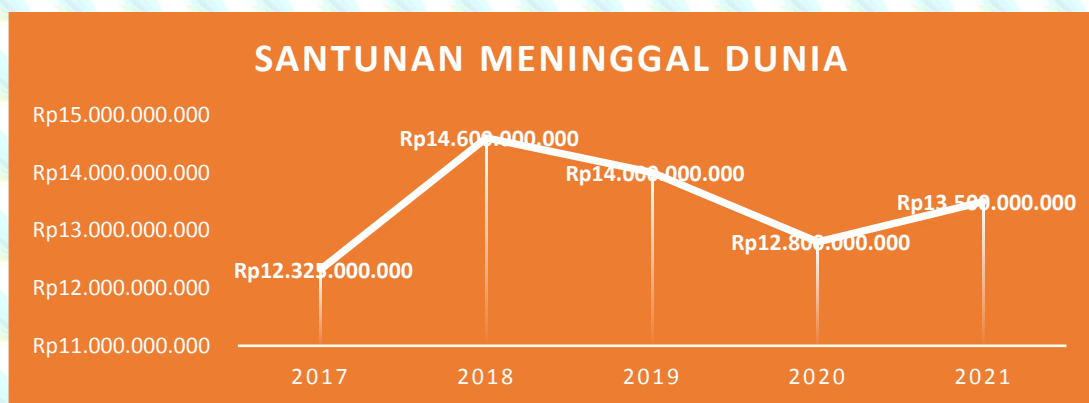 SANTUNAN MENINGGAL DUNIA
Rp15.000.000.000
Rp14.000.000.000
Rp13.000.000.000
Rp12.000.000.000
Rp11.000.000.000
Rp12.325.000.000
Rp14.600.000.000
Rp14.000.000.000
Rp12.800.000.000
Rp13.500.000.000
2017 2018 2019 2020 2021